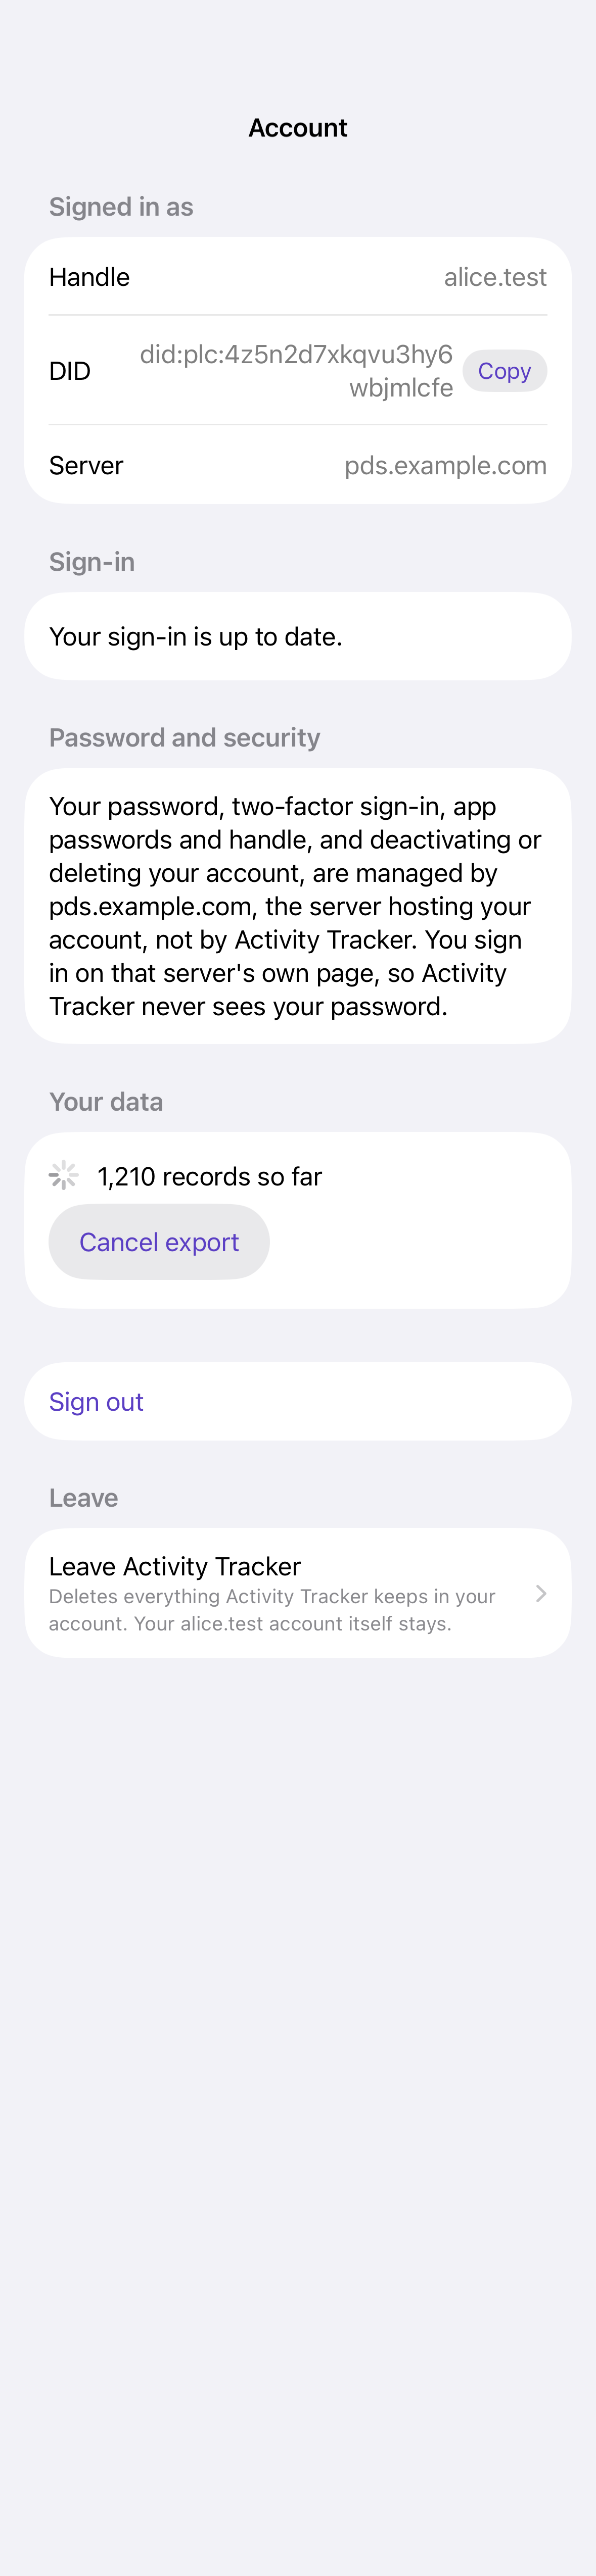 Account
Signed in as
Handle alice.test
DID did:plc:4z5n2d7xkqvu3hy6
wbjmlcfe Copy
Server pds.example.com
Sign-in
Your sign-in is up to date.
Password and security
Your password, two-factor sign-in, app
passwords and handle, and deactivating or
deleting your account, are managed by
pds.example.com, the server hosting your
account, not by Activity Tracker. You sign
in on that server's own page, so Activity
Tracker never sees your password.
Your data
1,210 records so far
Cancel export
Sign out
Leave
Leave Activity Tracker
Deletes everything Activity Tracker keeps in your
account. Your alice.test account itself stays.